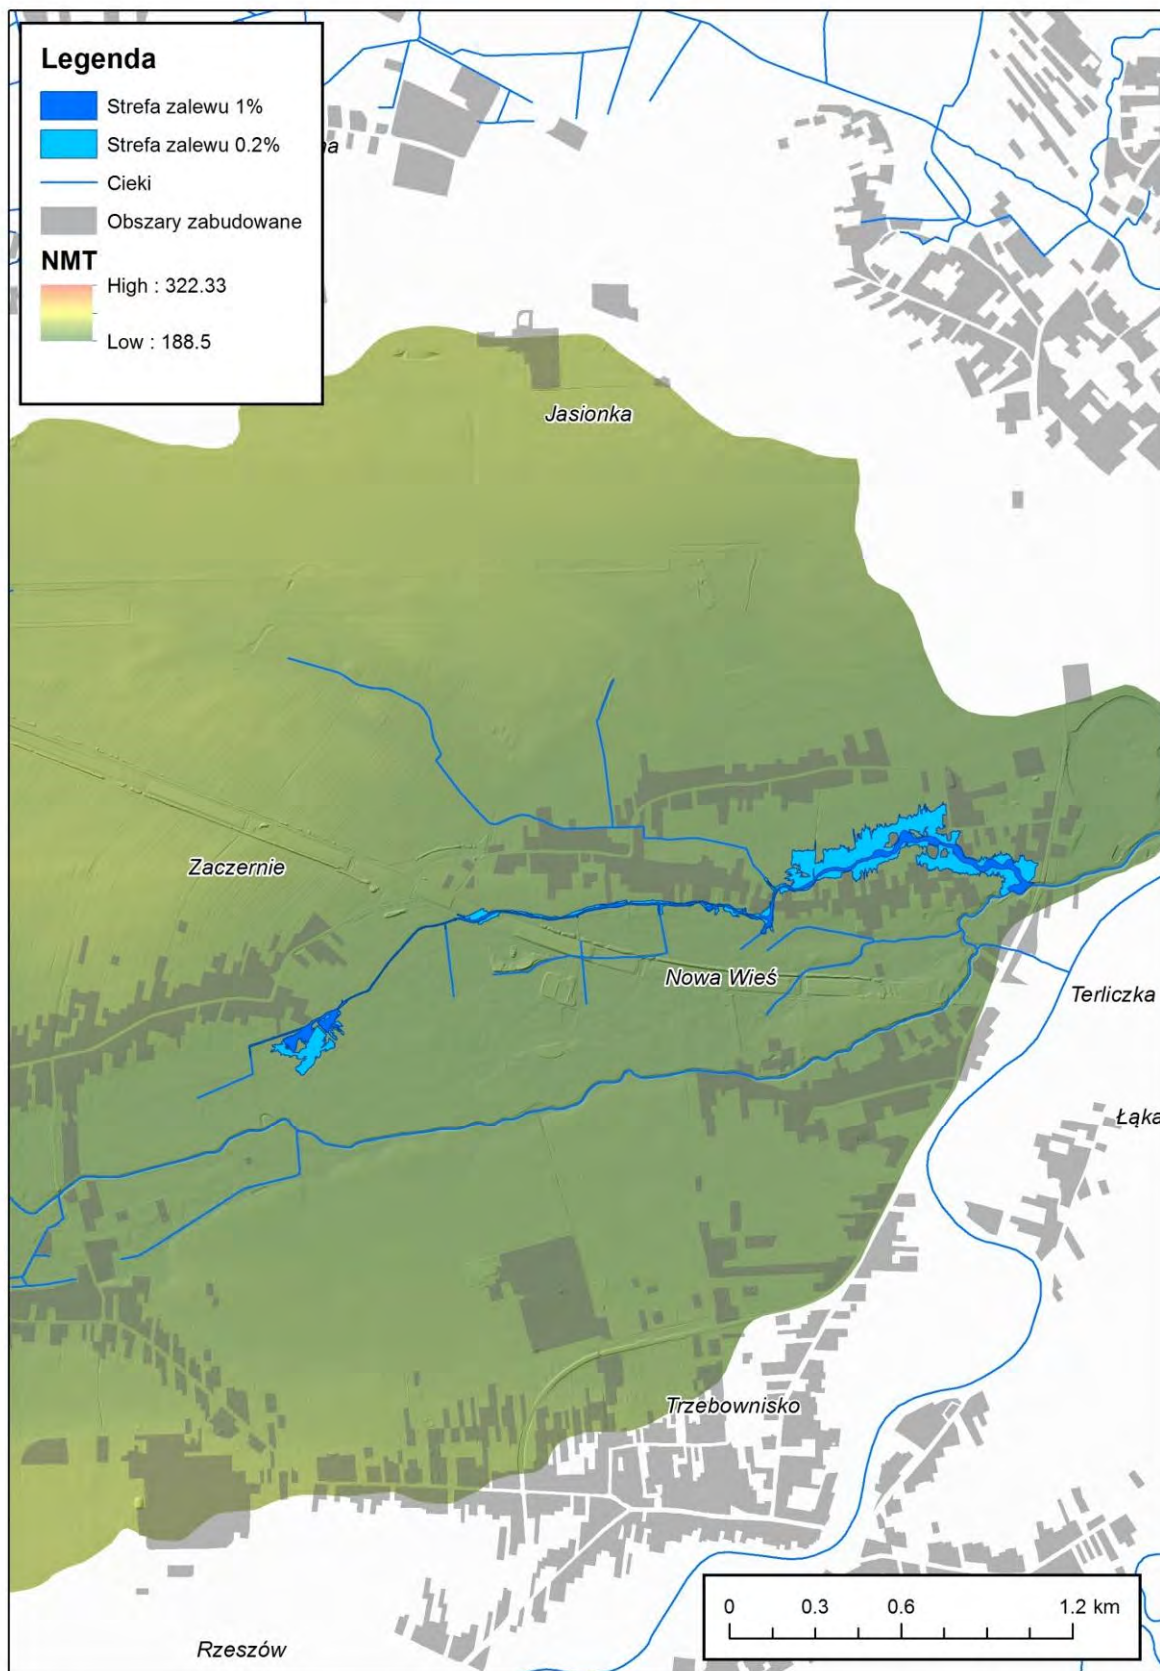 Legenda
Strefa zalewu 1%
Strefa zalewu 0.2%
na
Cieki
Obszary zabudowane
NMT
High : 322.33
Low : 188.5
Jasionka
Zaczernie
Nowa Wieś
Terliczka
Łąka
Trzebownisko
0 0.3 0.6 1.2 km
Rzeszów